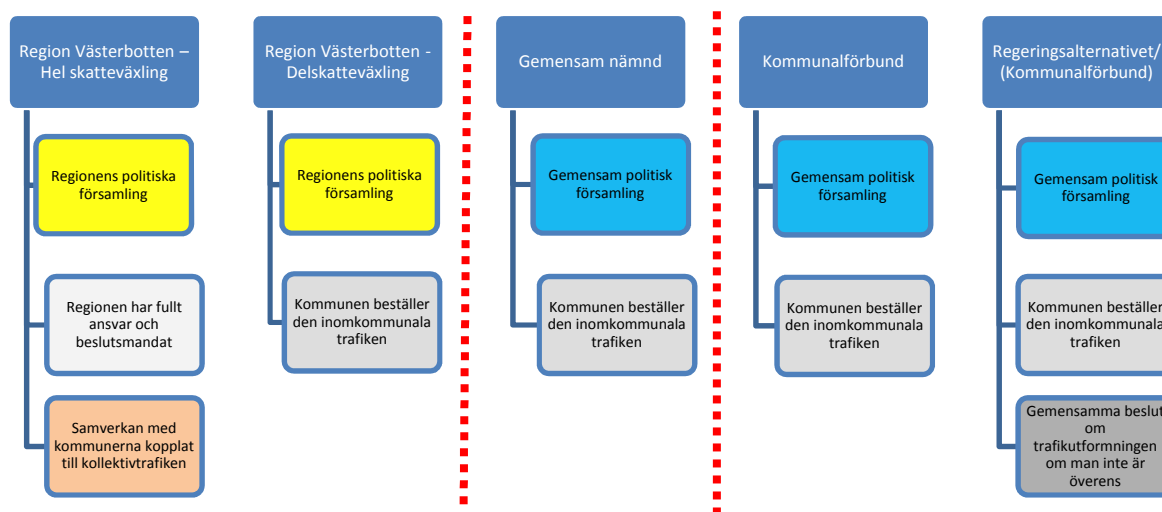 Region Västerbotten –
Hel skatteväxling
Regionens politiska
församling
Regionen har fullt
ansvar och
beslutsmandat
Samverkan med
kommunerna kopplat
till kollektivtrafiken
Region Västerbotten -
Delskatteväxling
Regionens politiska
församling
Kommunen beställer
den inomkommunala
trafiken
Gemensam nämnd
Gemensam politisk
församling
Kommunen beställer
den inomkommunala
trafiken
Kommunalförbund
Gemensam politisk
församling
Kommunen beställer
den inomkommunala
trafiken
Regeringsalternativet/
(Kommunalförbund)
Gemensam politisk
församling
Kommunen beställer
den inomkommunala
trafiken
Gemensamma beslut
om
trafikutformningen
om man inte är
överens